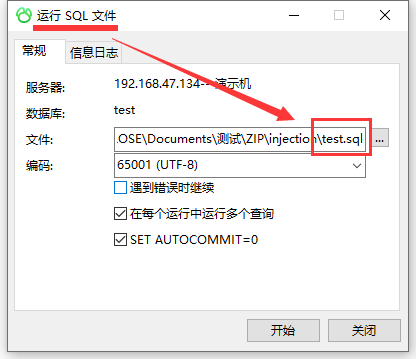 运行 SQL 文件
常规 信息日志
服务器: 192.168.47.134-- 演示机
数据库: test
文件: .OSE\Documents\测试\ZIP\injection\test.sql ...
编码: 65001 (UTF-8)
遇到错误时继续
在每个运行中运行多个查询
SET AUTOCOMMIT=0
开始 关闭